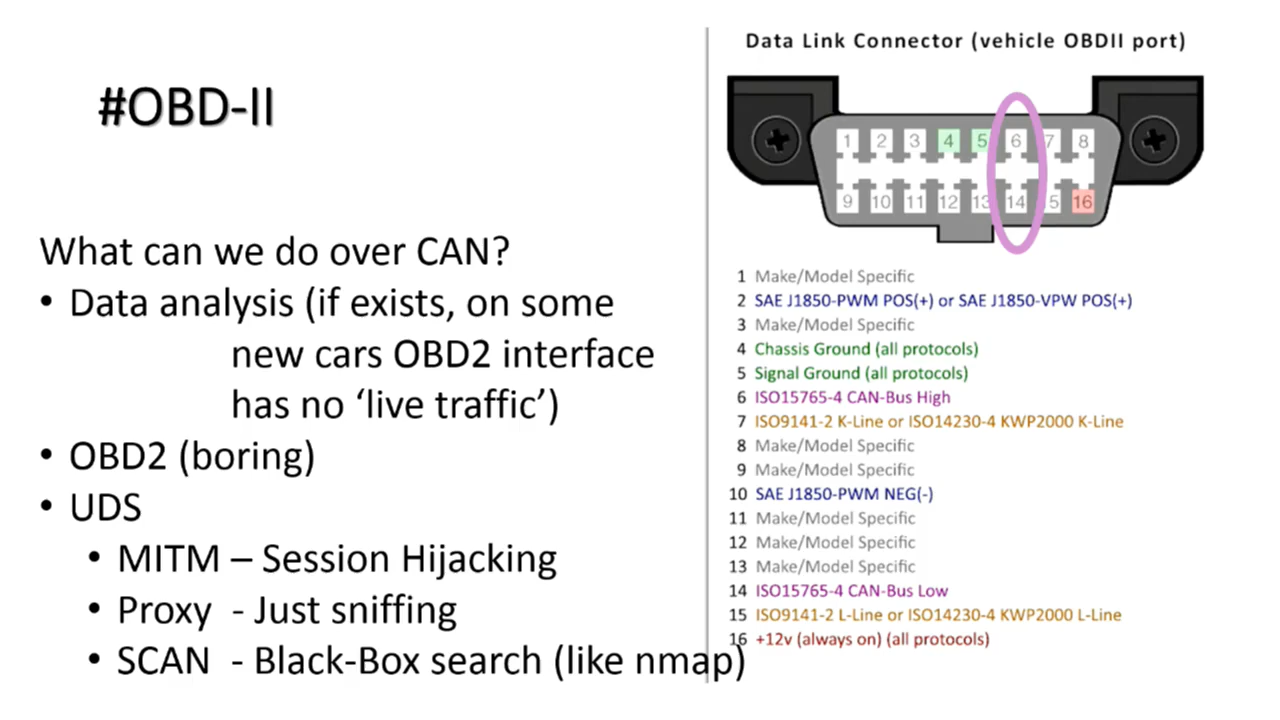 #OBD-II
What can we do over CAN?
• Data analysis (if exists, on some
new cars OBD2 interface
has no ‘live traffic’)
• OBD2 (boring)
• UDS
• MITM – Session Hijacking
• Proxy - Just sniffing
• SCAN - Black-Box search (like nmap)
Data Link Connector (vehicle OBDII port)
1 2 3 4 5 6 7 8
9 10 11 12 13 14 15 16
1 Make/Model Specific
2 SAE J1850-PWM POS(+) or SAE J1850-VPW POS(+)
3 Make/Model Specific
4 Chassis Ground (all protocols)
5 Signal Ground (all protocols)
6 ISO15765-4 CAN-Bus High
7 ISO9141-2 K-Line or ISO14230-4 KWP2000 K-Line
8 Make/Model Specific
9 Make/Model Specific
10 SAE J1850-PWM NEG(-)
11 Make/Model Specific
12 Make/Model Specific
13 Make/Model Specific
14 ISO15765-4 CAN-Bus Low
15 ISO9141-2 L-Line or ISO14230-4 KWP2000 L-Line
16 +12v (always on) (all protocols)